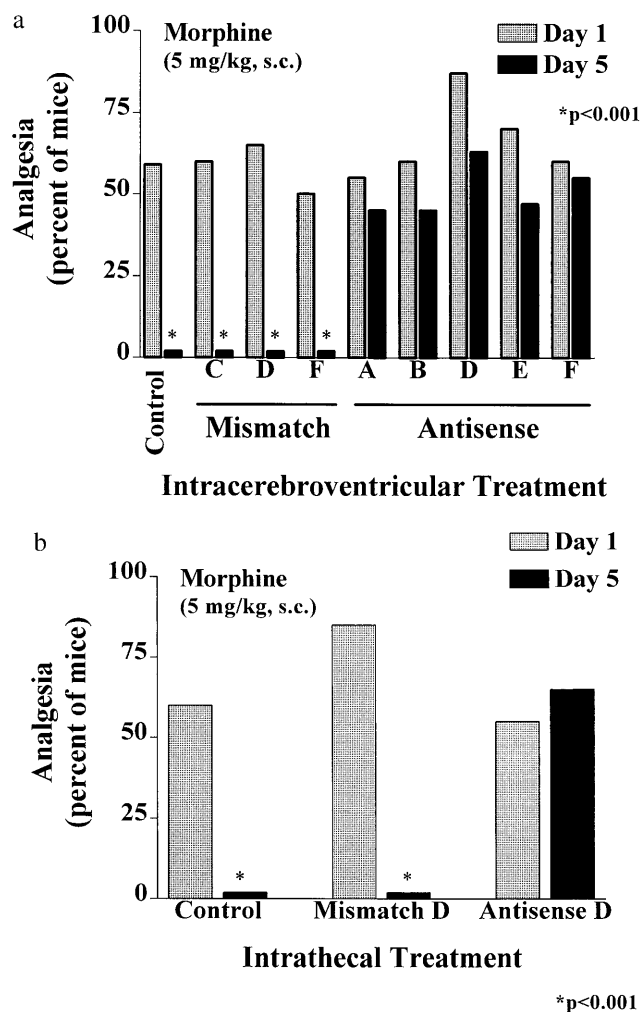 a
100
75
50
25
0
Analgesia
(percent of mice)
Morphine
(5 mg/kg, s.c.)
Day 1
Day 5
*p<0.001
* * * *
Control
C D F A B D E F
Mismatch Antisense
Intracerebroventricular Treatment
b
100
75
50
25
0
Analgesia
(percent of mice)
Morphine
(5 mg/kg, s.c.)
Day 1
Day 5
* *
Control Mismatch D Antisense D
Intrathecal Treatment
*p<0.001